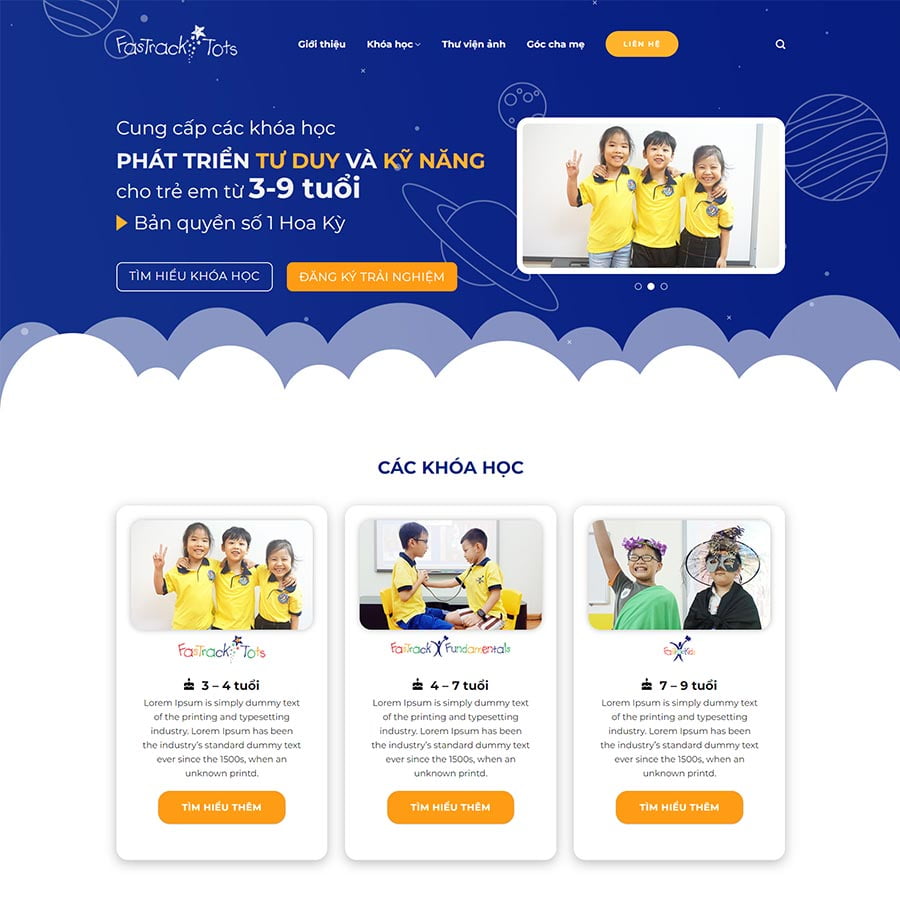 FasTrack Tots
Giới thiệu
Khóa học
Thư viện ảnh
Góc cha mẹ
LIÊN HỆ
Cung cấp các khóa học
PHÁT TRIỂN TƯ DUY VÀ KỸ NĂNG
cho trẻ em từ 3-9 tuổi
Bản quyền số 1 Hoa Kỳ
TÌM HIỂU KHÓA HỌC
ĐĂNG KÝ TRẢI NGHIỆM
CÁC KHÓA HỌC
FasTrack Tots
3 – 4 tuổi
Lorem Ipsum is simply dummy text
of the printing and typesetting
industry. Lorem Ipsum has been
the industry's standard dummy text
ever since the 1500s, when an
unknown printd.
TÌM HIỂU THÊM
FasTrack Fundamentals
4 – 7 tuổi
Lorem Ipsum is simply dummy text
of the printing and typesetting
industry. Lorem Ipsum has been
the industry's standard dummy text
ever since the 1500s, when an
unknown printd.
TÌM HIỂU THÊM
7 – 9 tuổi
Lorem Ipsum is simply dummy text
of the printing and typesetting
industry. Lorem Ipsum has been
the industry's standard dummy text
ever since the 1500s, when an
unknown printd.
TÌM HIỂU THÊM